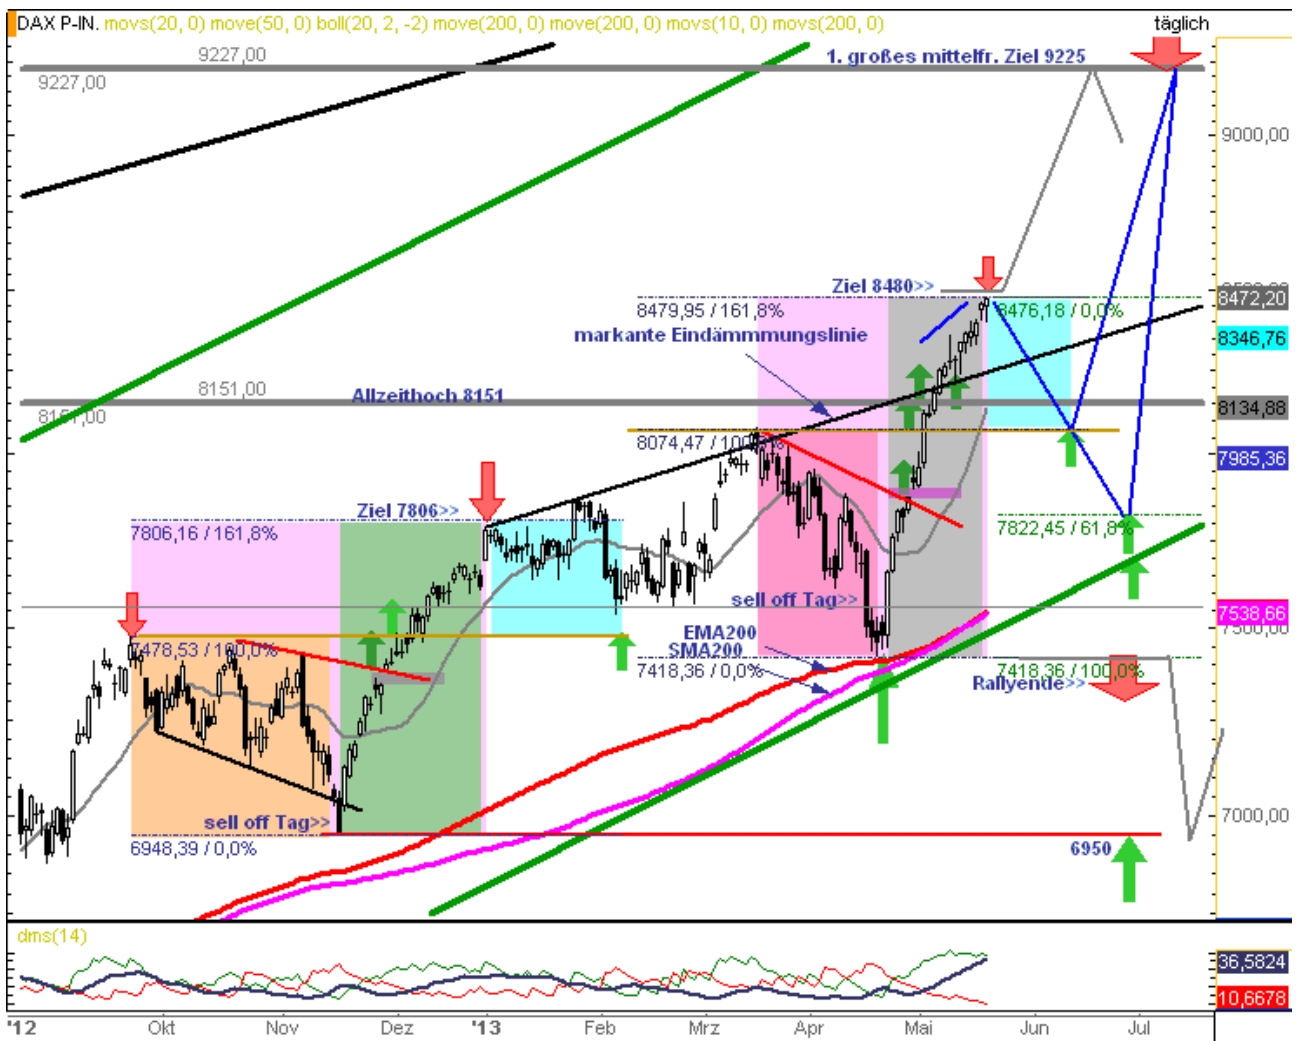 DAX P-IN. movs(20, 0) move(50, 0) boll(20, 2, -2) move(200, 0) move(200, 0) movs(10, 0) movs(200, 0)
täglich
9227,00
9227,00
1. großes mittelfr. Ziel 9225
9000,00
Ziel 8480>>
8472,20
8479,95 / 161,8%
8476,18 / 0,0%
markante Eindämmmungslinie
8346,76
8151,00
Allzeithoch 8151
8134,88
8074,47 / 100,0%
7985,36
Ziel 7806>>
7806,16 / 161,8%
7822,45 / 61,8%
sell off Tag>>
7538,66
7500,00
EMA200
SMA200
7478,53 / 100,0%
7418,36 / 0,0%
7418,36 / 100,0%
Rallyende>>
7000,00
sell off Tag>>
6948,39 / 0,0%
6950
dms(14)
36,5824
10,6678
'12 Okt Nov Dez '13 Feb Mrz Apr Mai Jun Jul